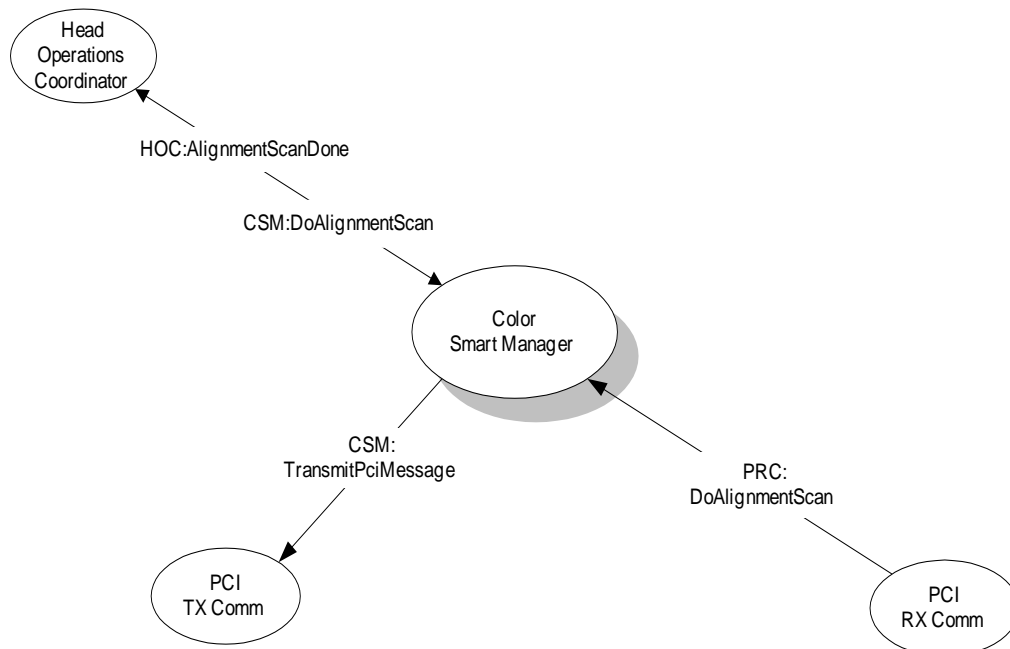 Head
Operations
Coordinator
HOC:AlignmentScanDone
CSM:DoAlignmentScan
Color
Smart Manager
CSM:
TransmitPciMessage
PRC:
DoAlignmentScan
PCI
TX Comm
PCI
RX Comm